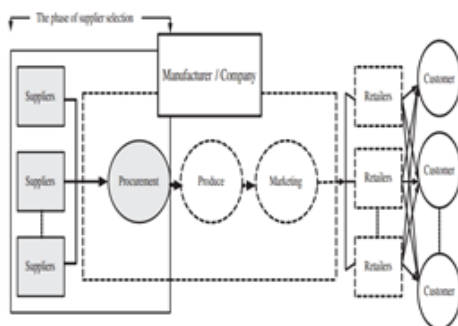 The phase of supplier selection
Manufacturer / Company
Suppliers
Suppliers
Suppliers
Procurement
Produce
Marketing
Retailers
Retailers
Retailers
Customer
Customer
Customer